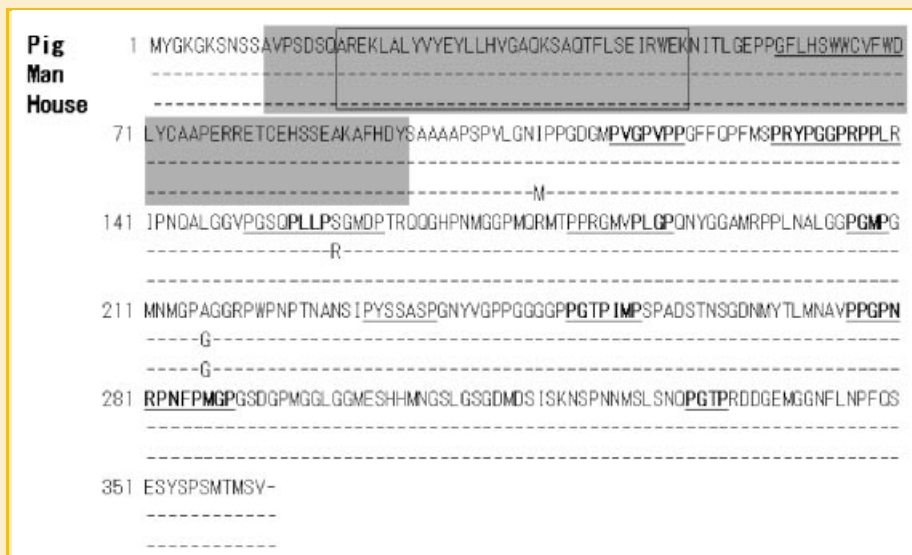 Pig 1 MYGKGKSNSSAVPSDSQAREKLALYVYEYLLHVGAQKSAQTFLSEIRWEKNITLGEPPGFLHSWWCVFWD
Man ----------------------------------------------------------------------
House ----------------------------------------------------------------------
71 LYCAAPERRETCEHSSEAKAFHDYSAAAAPSPVLGNIPPGDGMPVGPVPPGFFQPFMSPRYPGGPRPPLR
----------------------------------------------------------------------
------------------------------------M---------------------------------
141 IPNQALGGVPGSQPLLPSGMDPTRQQGHPNMGGPMQRMTPPRGMVPLGPQNYGGAMRPPLNALGGPGMPG
-----------------R----------------------------------------------------
----------------------------------------------------------------------
211 MNMGPAGGRPWPNPTNANSIPYSSASPGNYVGPPGGGGPPGTPIMPSPADSTNSGDNMYTLMNAVPPGPN
-----G----------------------------------------------------------------
-----G----------------------------------------------------------------
281 RPNFPMGPGSDGPMGGLGGMESHHMNGSLGSGDMDSISKNSPNNMSLSNQPGTPRDDGEMGGNFLNPFQS
----------------------------------------------------------------------
----------------------------------------------------------------------
351 ESYSPSMTMSV-
------------
------------